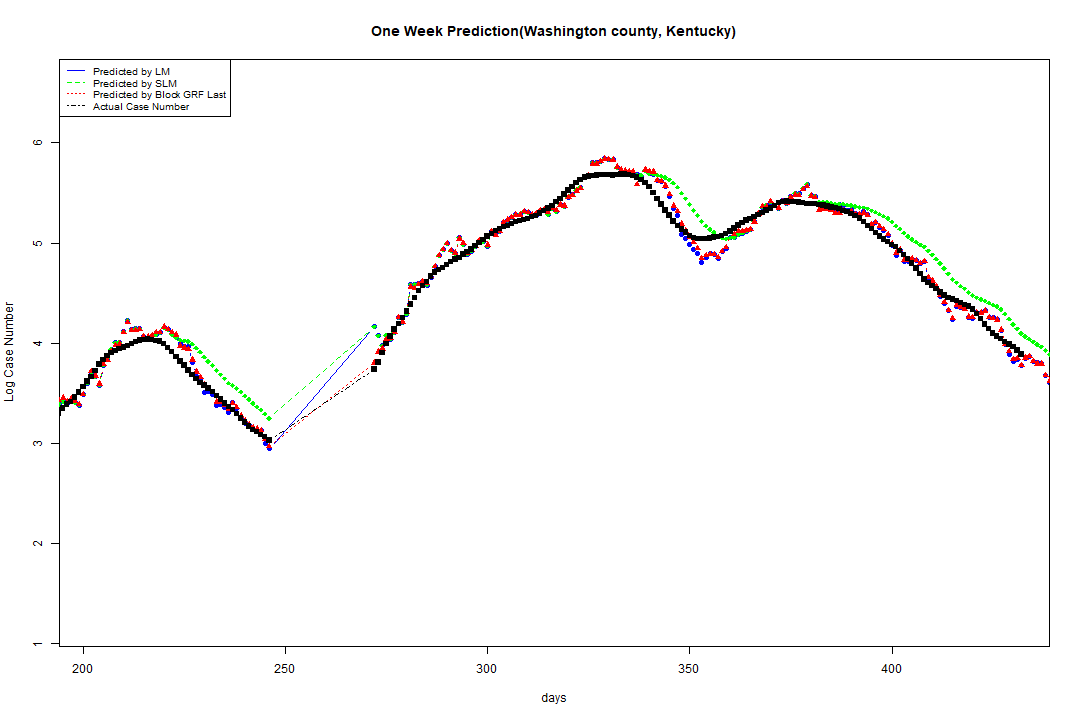 One Week Prediction(Washington county, Kentucky)
Predicted by LM
Predicted by SLM
Predicted by Block GRF Last
Actual Case Number
6
5
4
3
2
1
Log Case Number
200 250 300 350 400
days